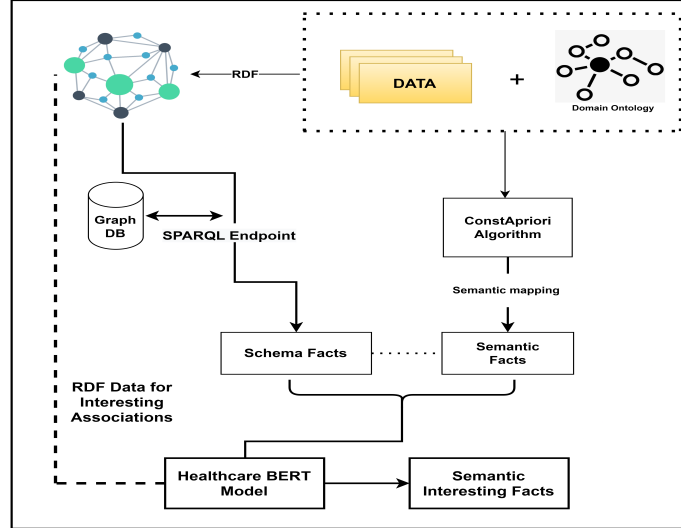 RDF
DATA
+
Domain Ontology
Graph
DB
SPARQL Endpoint
ConstApriori
Algorithm
Semantic mapping
Schema Facts
Semantic
Facts
RDF Data for
Interesting
Associations
Healthcare BERT
Model
Semantic
Interesting Facts